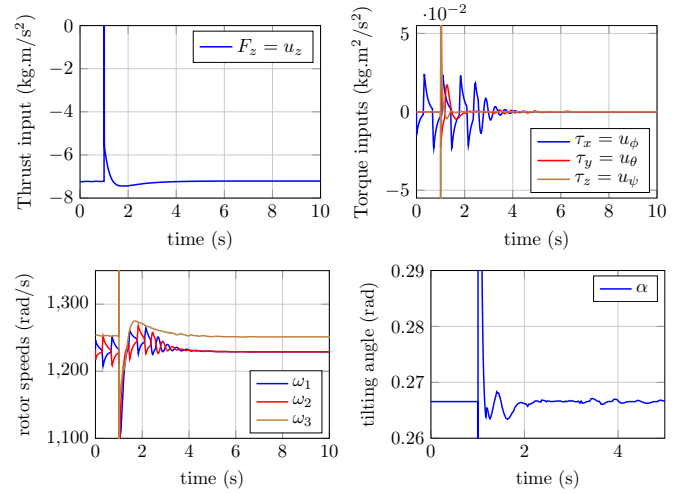 0
−2
−4
−6
−8
0 2 4 6 8 10
time (s)
Thrust input (kg.m/s²)
F_z = u_z
·10⁻²
5
0
−5
0 2 4 6 8 10
time (s)
Torque inputs (kg.m²/s²)
τ_x = u_ϕ
τ_y = u_θ
τ_z = u_ψ
1,300
1,200
1,100
0 2 4 6 8 10
time (s)
rotor speeds (rad/s)
ω₁
ω₂
ω₃
0.29
0.28
0.27
0.26
0 2 4
time (s)
tilting angle (rad)
α